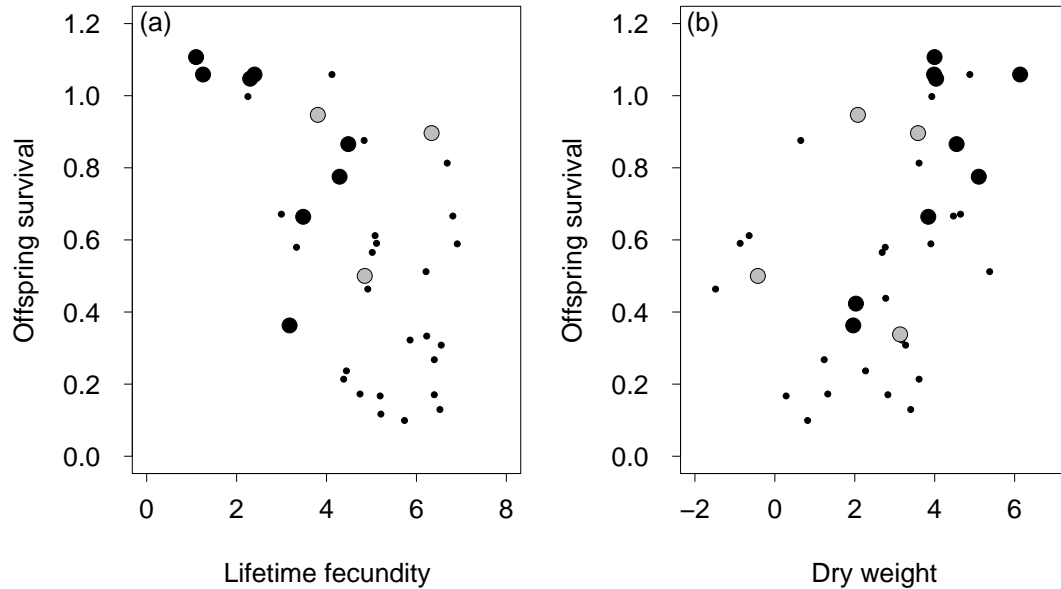 (a)
1.2
1.0
0.8
0.6
0.4
0.2
0.0
Offspring survival
0 2 4 6 8
Lifetime fecundity
(b)
1.2
1.0
0.8
0.6
0.4
0.2
0.0
Offspring survival
−2 0 2 4 6
Dry weight